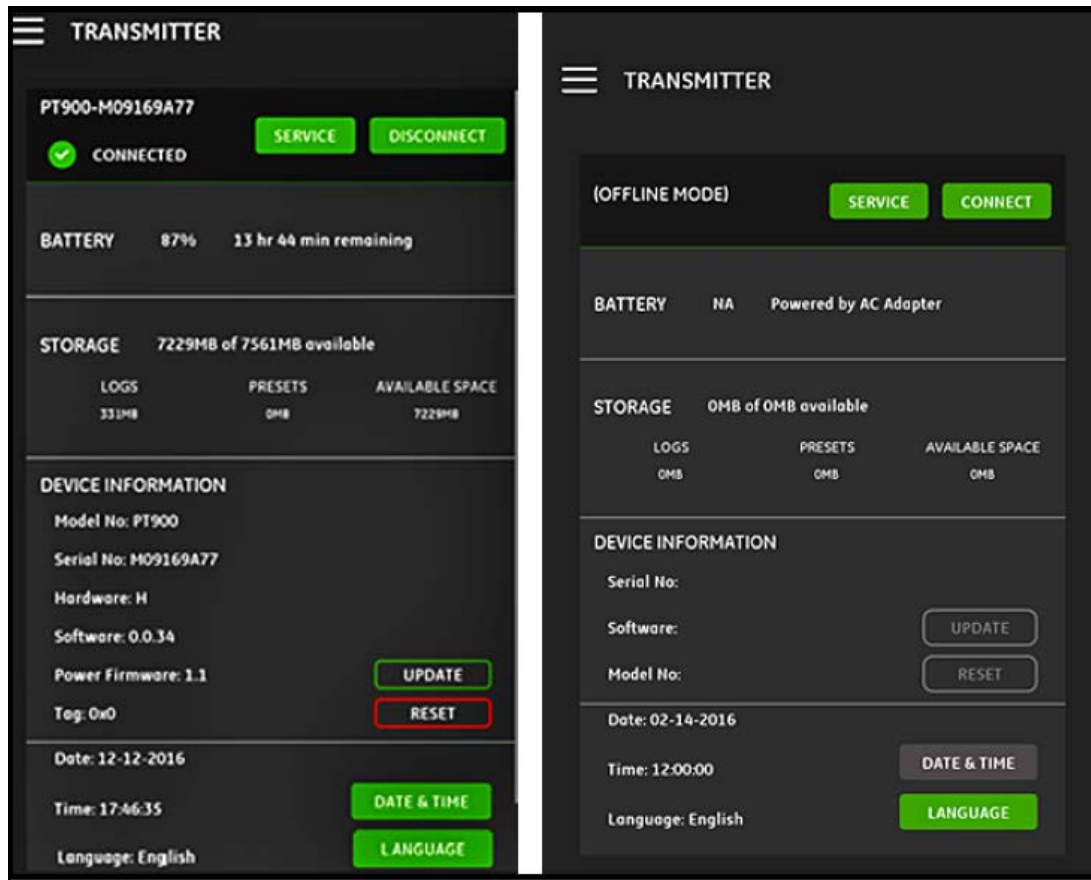 TRANSMITTER
PT900-M09169A77
CONNECTED
SERVICE
DISCONNECT
BATTERY 87% 13 hr 44 min remaining
STORAGE 7229MB of 7561MB available
LOGS PRESETS AVAILABLE SPACE
331MB 0MB 7229MB
DEVICE INFORMATION
Model No: PT900
Serial No: M09169A77
Hardware: H
Software: 0.0.34
Power Firmware: 1.1
UPDATE
Tag: 0x0
RESET
Date: 12-12-2016
Time: 17:46:35
DATE & TIME
Language: English
LANGUAGE
TRANSMITTER
(OFFLINE MODE)
SERVICE
CONNECT
BATTERY NA Powered by AC Adapter
STORAGE 0MB of 0MB available
LOGS PRESETS AVAILABLE SPACE
0MB 0MB 0MB
DEVICE INFORMATION
Serial No:
Software:
UPDATE
Model No:
RESET
Date: 02-14-2016
Time: 12:00:00
DATE & TIME
Language: English
LANGUAGE